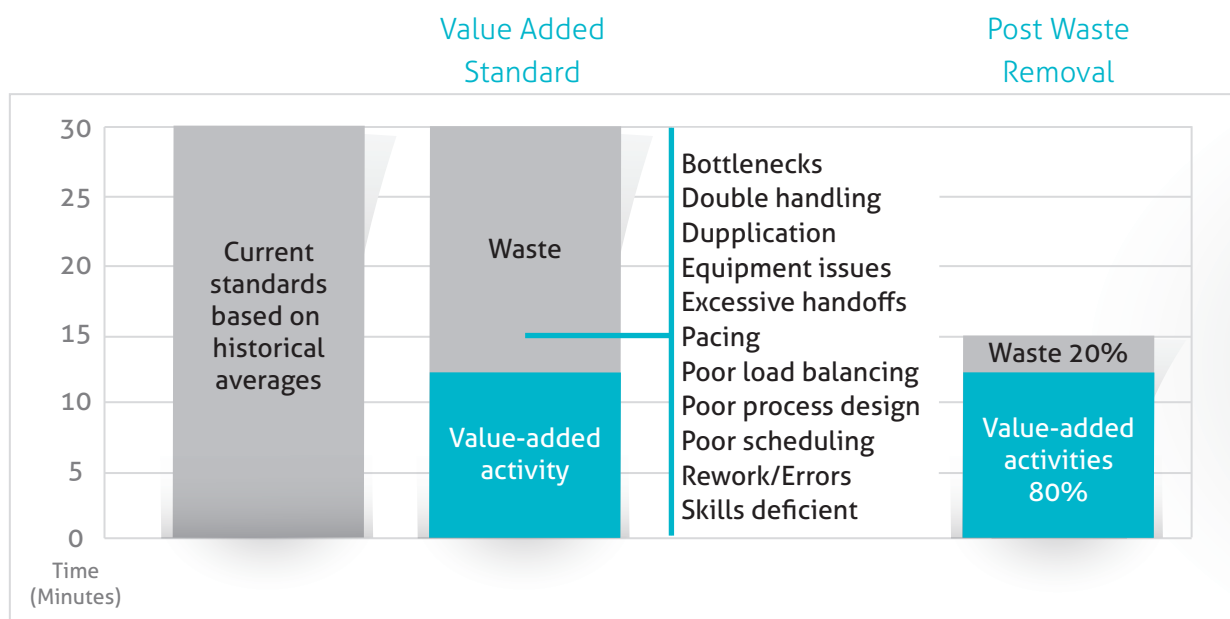 Value Added
Standard
Post Waste
Removal
30
25
20
15
10
5
0
Time
(Minutes)
Current
standards
based on
historical
averages
Waste
Value-added
activity
Bottlenecks
Double handling
Dupplication
Equipment issues
Excessive handoffs
Pacing
Poor load balancing
Poor process design
Poor scheduling
Rework/Errors
Skills deficient
Waste 20%
Value-added
activities
80%